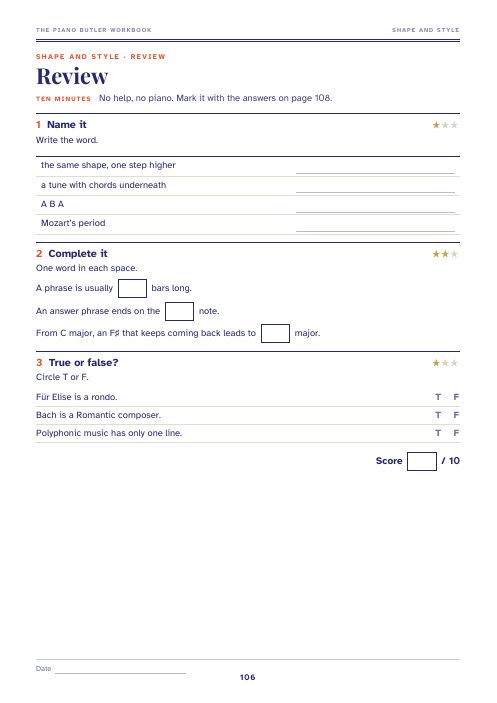 THE PIANO BUTLER WORKBOOK
SHAPE AND STYLE
SHAPE AND STYLE · REVIEW
Review
TEN MINUTES No help, no piano. Mark it with the answers on page 108.
1 Name it ★★★
Write the word.
the same shape, one step higher
a tune with chords underneath
A B A
Mozart's period
2 Complete it ★★★
One word in each space.
A phrase is usually bars long.
An answer phrase ends on the note.
From C major, an F♯ that keeps coming back leads to major.
3 True or false? ★★★
Circle T or F.
Für Elise is a rondo. T F
Bach is a Romantic composer. T F
Polyphonic music has only one line. T F
Score / 10
Date
106